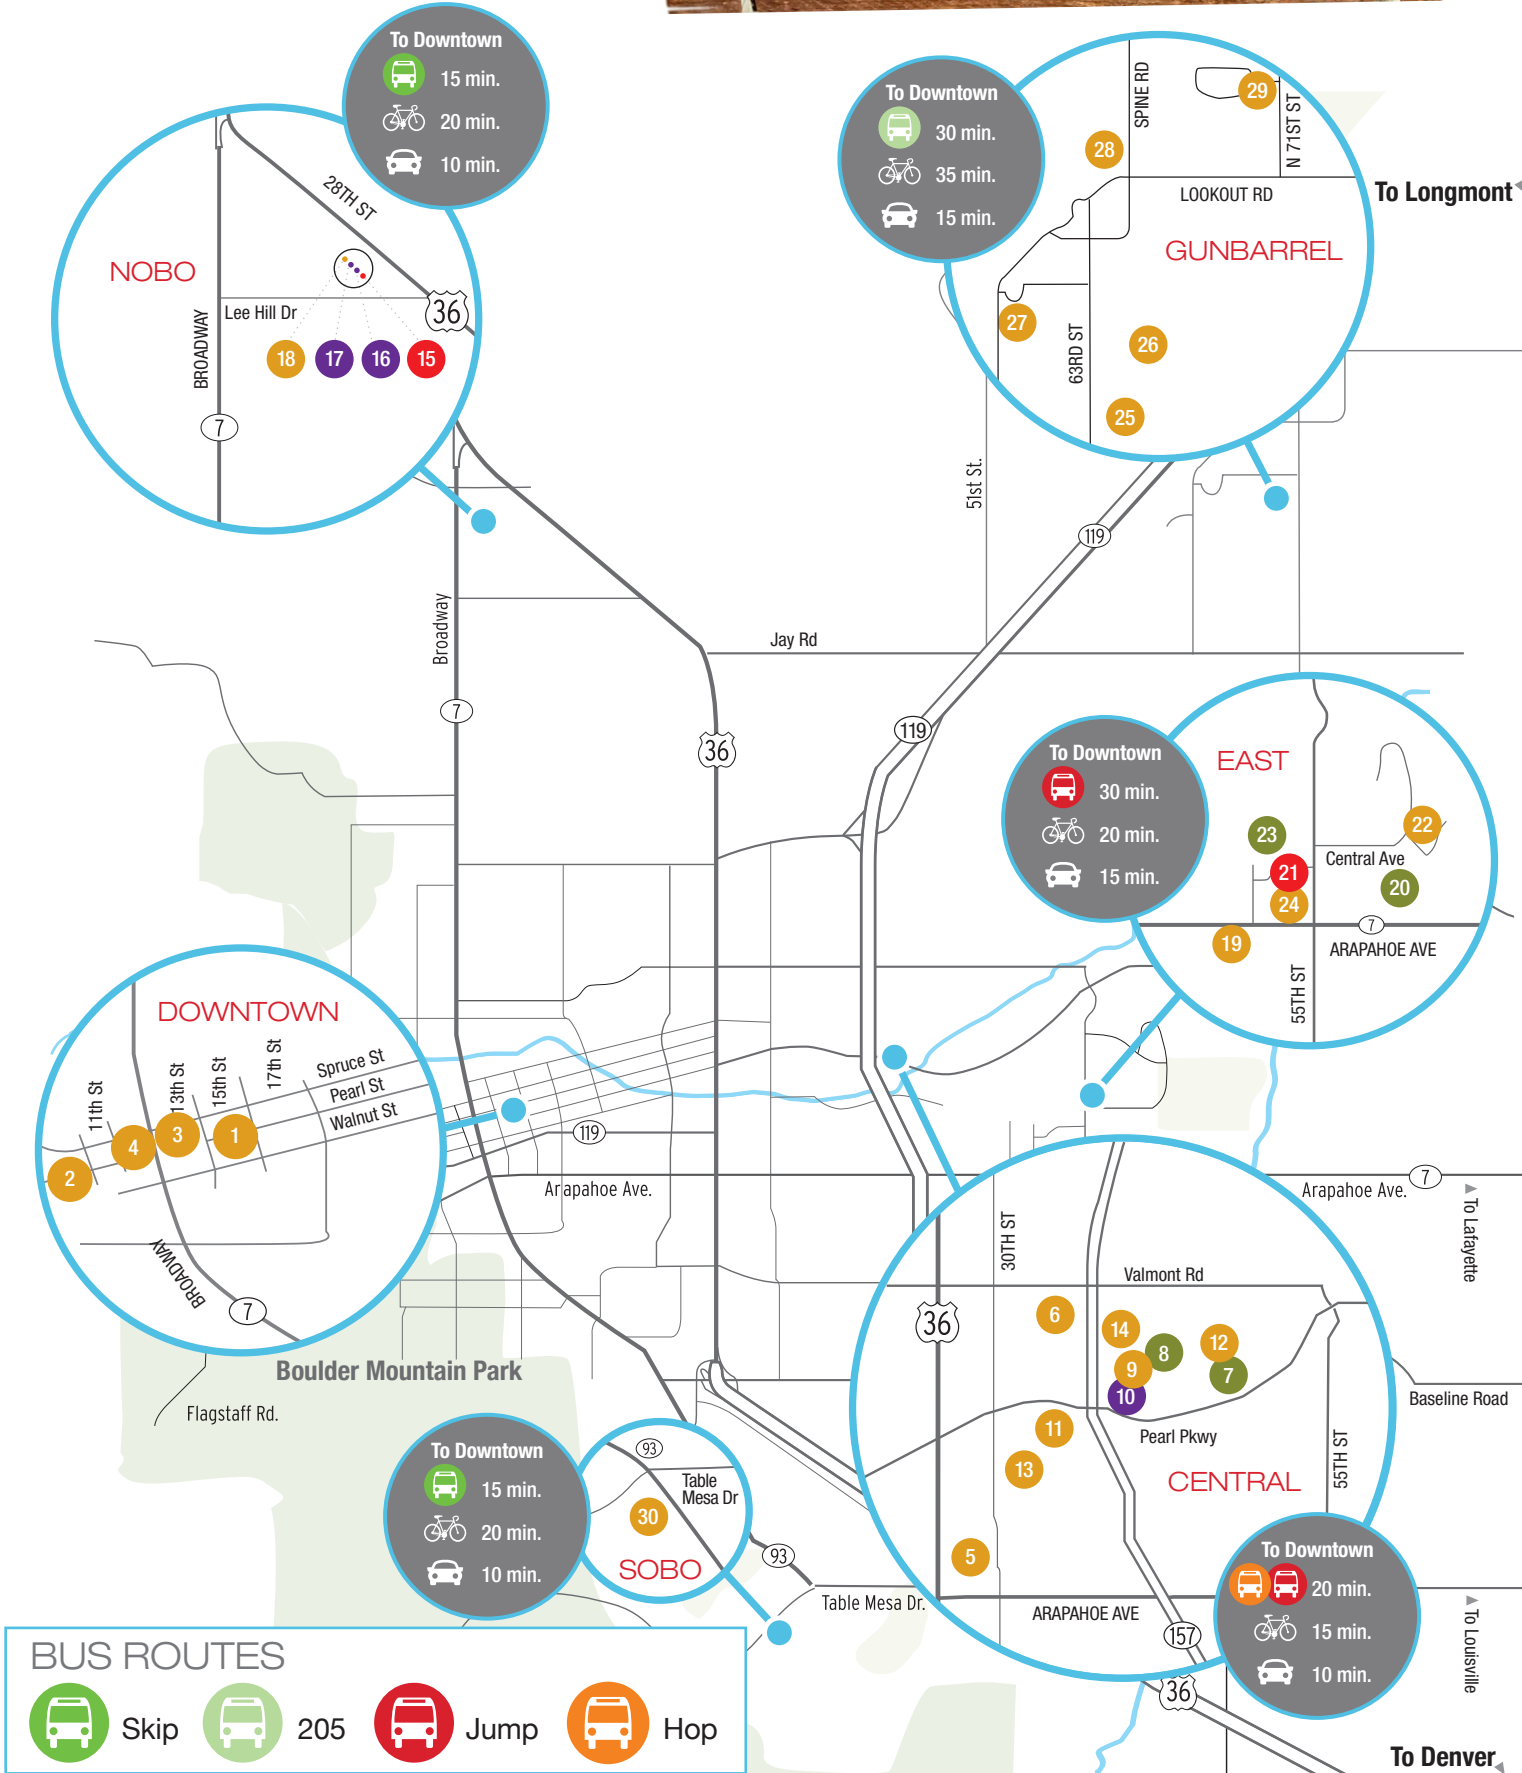 To Downtown
15 min.
20 min.
10 min.
To Downtown
30 min.
35 min.
15 min.
SPINE RD
29
N 71ST ST
28
LOOKOUT RD
To Longmont
GUNBARREL
27
26
63RD ST
25
28TH ST
NOBO
Lee Hill Dr
36
BROADWAY
18
17
16
15
7
51st St.
119
Broadway
Jay Rd
7
36
119
To Downtown
30 min.
20 min.
15 min.
EAST
23
22
Central Ave
21
20
24
7
19
ARAPAHOE AVE
55TH ST
DOWNTOWN
11th St
13th St
15th St
17th St
Spruce St
Pearl St
Walnut St
1
3
4
2
BROADWAY
7
119
Arapahoe Ave.
Arapahoe Ave.
7
To Lafayette
30TH ST
Valmont Rd
36
6
14
8
12
9
7
10
11
Pearl Pkwy
13
CENTRAL
55TH ST
5
ARAPAHOE AVE
157
Baseline Road
Boulder Mountain Park
Flagstaff Rd.
To Downtown
15 min.
20 min.
10 min.
93
Table
Mesa Dr
30
SOBO
93
Table Mesa Dr.
To Downtown
20 min.
15 min.
10 min.
To Louisville
36
To Denver
BUS ROUTES
Skip
205
Jump
Hop